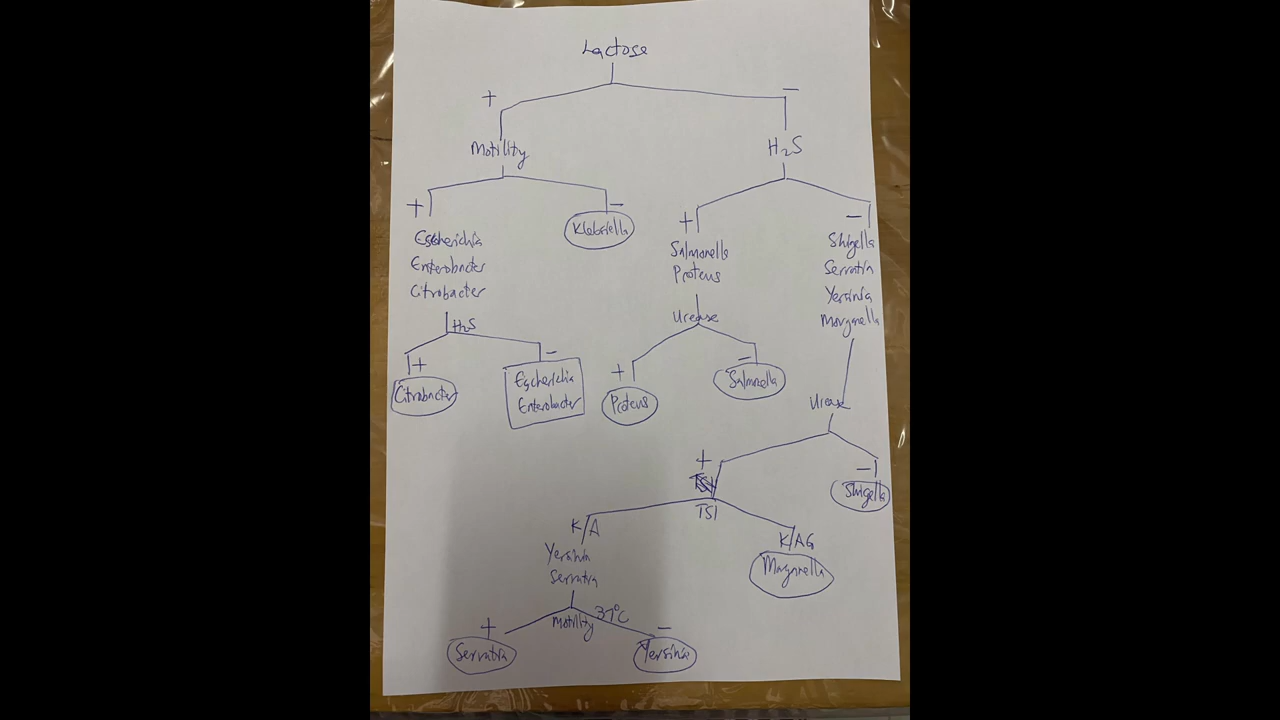 Lactose
+ −
Motility H₂S
+ − + −
Klebsiella
Escherichia
Enterobacter
Citrobacter
Salmonella
Proteus
Shigella
Serratia
Yersinia
Morganella
H₂S
Urease
+ −
Citrobacter
Escherichia
Enterobacter
+ −
Proteus Salmonella
Urease
+ −
Shigella
TSI
K/A K/AG
Yersinia
Serratia
Morganella
Motility 37°C
+ −
Serratia Yersinia